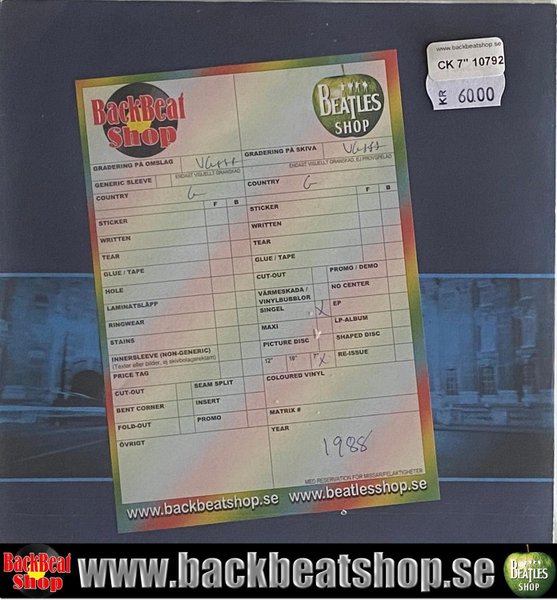 www.backbeatshop.se
CK 7" 10792
KR 60.00
BackBeat
Shop
BEATLES
SHOP
GRADERING PÅ OMSLAG VG+++
GRADERING PÅ SKIVA VG+++
ENDAST VISUELLT GRANSKAD
ENDAST VISUELLT GRANSKAD, EJ PROVSPELAD
GENERIC SLEEVE
COUNTRY G
COUNTRY G
F B
F B
STICKER
WRITTEN
TEAR
GLUE / TAPE
HOLE
LAMINATSLÄPP
RINGWEAR
STAINS
INNERSLEEVE (NON-GENERIC)
(Texter eller bilder, ej skivbolagsreklam)
PRICE TAG
CUT-OUT
SEAM SPLIT
BENT CORNER
INSERT
FOLD-OUT
PROMO
ÖVRIGT
STICKER
WRITTEN
TEAR
GLUE / TAPE
CUT-OUT
PROMO / DEMO
VÄRMESKADA /
VINYLBUBBLOR
NO CENTER
SINGEL X
EP
MAXI
LP-ALBUM
PICTURE DISC
SHAPED DISC
12" 10" 7" X
RE-ISSUE
COLOURED VINYL
MATRIX #
YEAR
1988
MED RESERVATION FÖR MISSAR/FELAKTIGHETER
www.backbeatshop.se www.beatlesshop.se
BackBeat
Shop
www.backbeatshop.se
BEATLES
SHOP